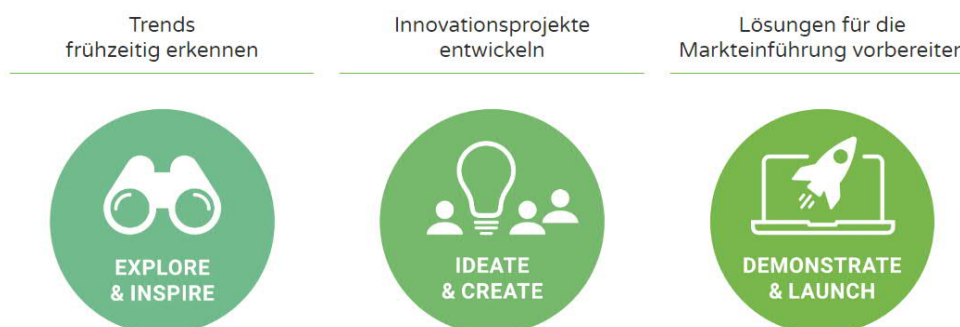 Trends
frühzeitig erkennen
Innovationsprojekte
entwickeln
Lösungen für die
Markteinführung vorbereiten
EXPLORE
& INSPIRE
IDEATE
& CREATE
DEMONSTRATE
& LAUNCH